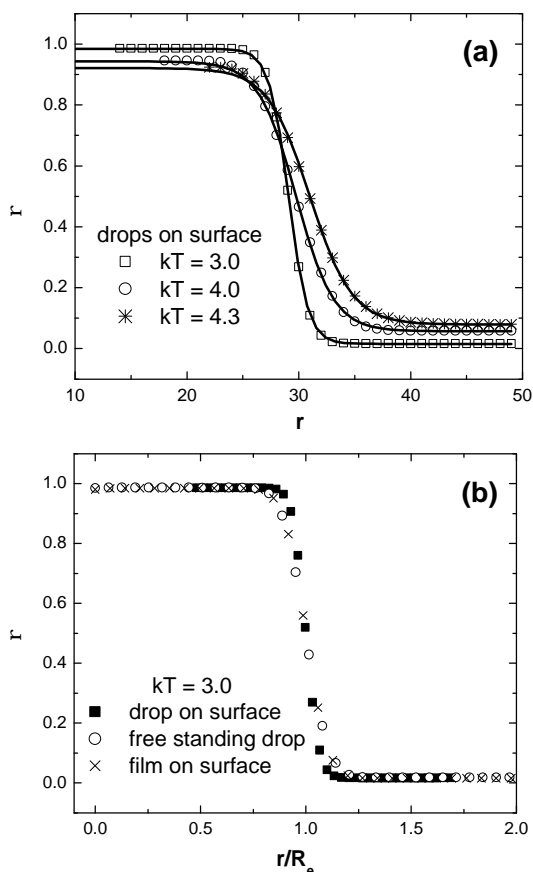 (a)
1.0
0.8
0.6
0.4
0.2
0.0
r
drops on surface
kT = 3.0
kT = 4.0
kT = 4.3
10 20 30 40 50
r
(b)
1.0
0.8
0.6
0.4
0.2
0.0
r
kT = 3.0
drop on surface
free standing drop
film on surface
0.0 0.5 1.0 1.5 2.0
r/Re